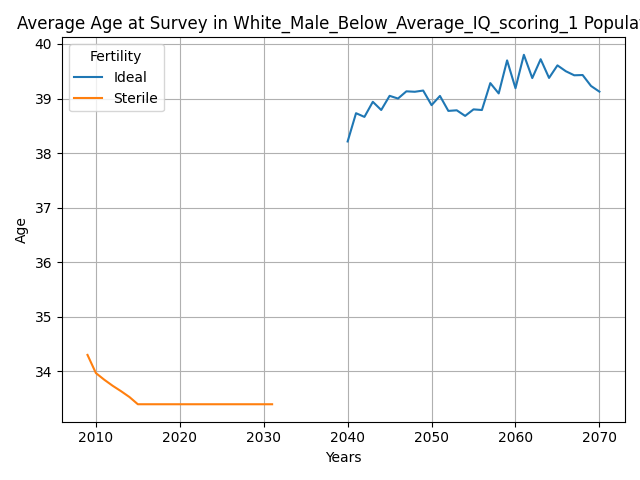 Average Age at Survey in White_Male_Below_Average_IQ_scoring_1 Popula
Fertility
Ideal
Sterile
40
39
38
37
36
35
34
Age
2010 2020 2030 2040 2050 2060 2070
Years